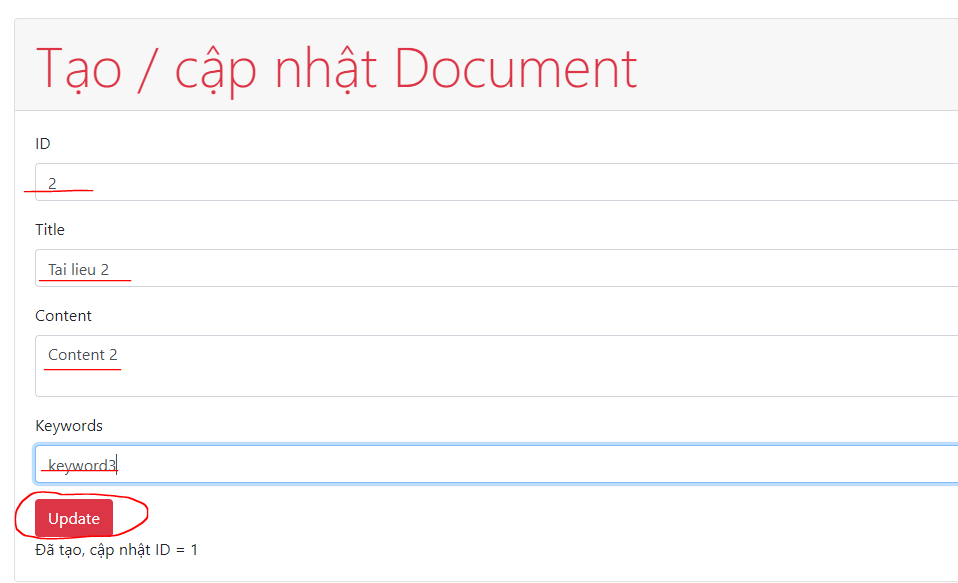 Tạo / cập nhật Document
ID
2
Title
Tai lieu 2
Content
Content 2
Keywords
keyword3
Update
Đã tạo, cập nhật ID = 1